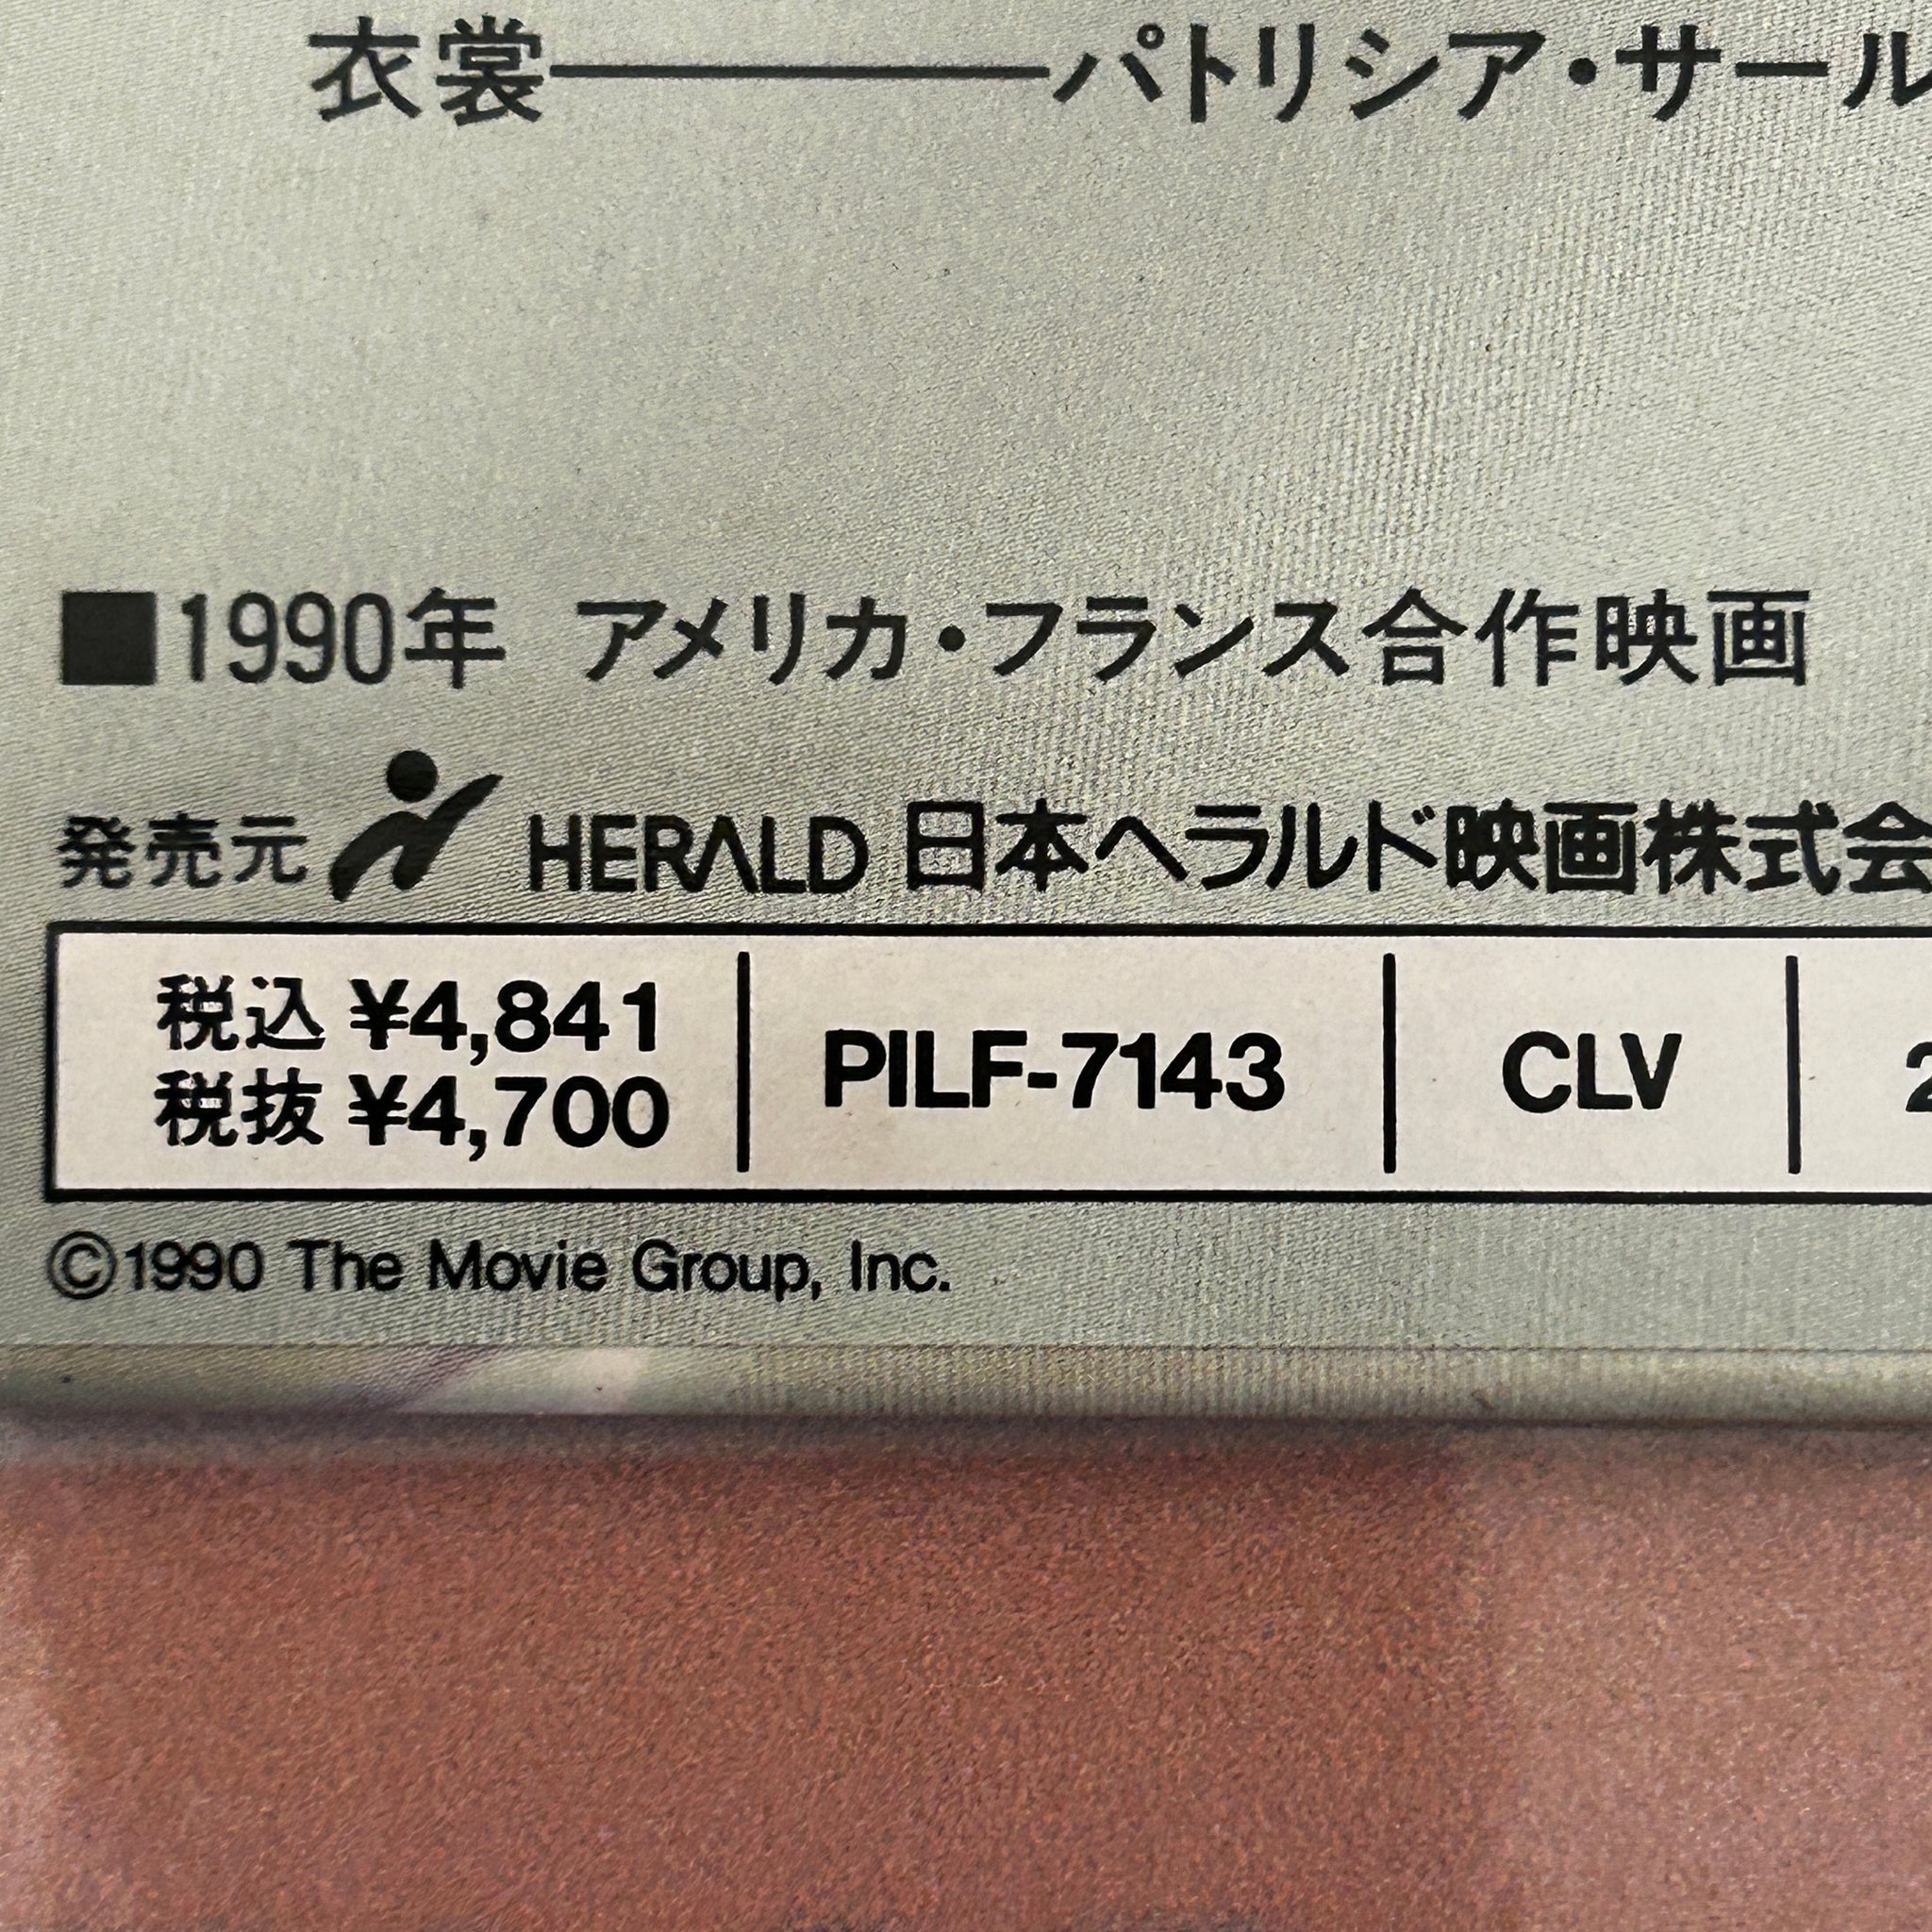 衣裳――――パトリシア・サール
■1990年 アメリカ・フランス合作映画
発売元 HERALD 日本ヘラルド映画株式会
税込 ¥4,841
税抜 ¥4,700
PILF-7143
CLV
2
©1990 The Movie Group, Inc.